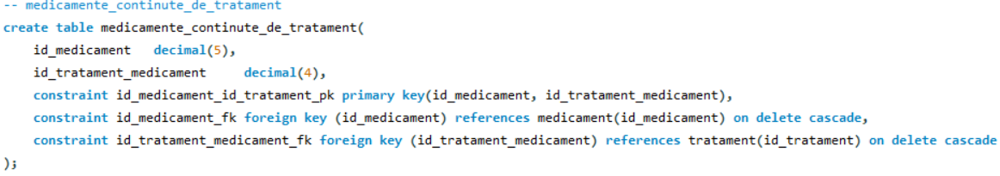 -- medicamente_continute_de_tratament
create table medicamente_continute_de_tratament(
    id_medicament   decimal(5),
    id_tratament_medicament     decimal(4),
    constraint id_medicament_id_tratament_pk primary key(id_medicament, id_tratament_medicament),
    constraint id_medicament_fk foreign key (id_medicament) references medicament(id_medicament) on delete cascade,
    constraint id_tratament_medicament_fk foreign key (id_tratament_medicament) references tratament(id_tratament) on delete cascade
);